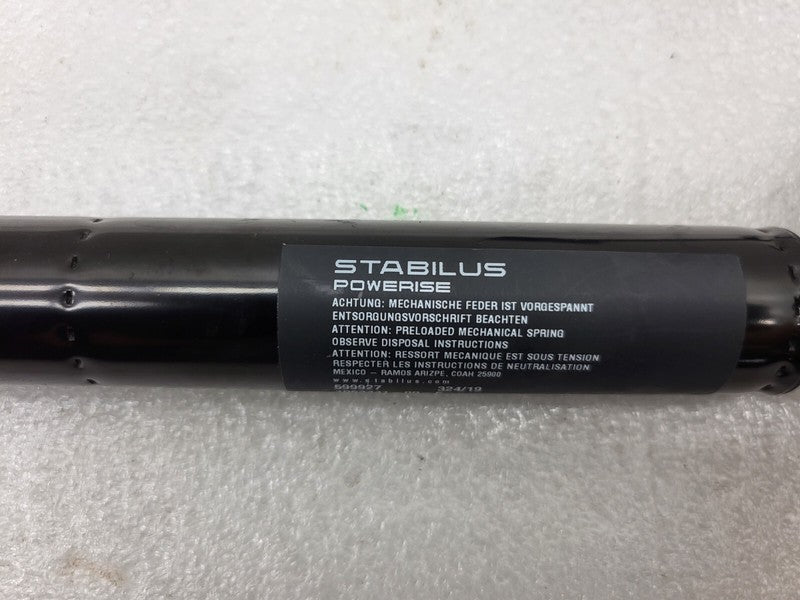 STABILUS
POWERISE
ACHTUNG: MECHANISCHE FEDER IST VORGESPANNT
ENTSORGUNGSVORSCHRIFT BEACHTEN
ATTENTION: PRELOADED MECHANICAL SPRING
OBSERVE DISPOSAL INSTRUCTIONS
ATTENTION: RESSORT MECANIQUE EST SOUS TENSION
RESPECTER LES INSTRUCTIONS DE NEUTRALISATION
MEXICO – RAMOS ARIZPE, COAH 25900
www.stabilus.com
599927 324/19